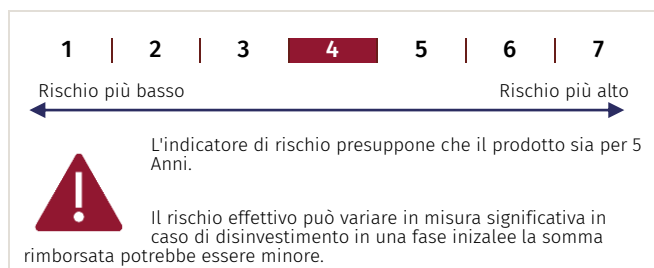 1 | 2 | 3 | 4 | 5 | 6 | 7
Rischio più basso Rischio più alto
L'indicatore di rischio presuppone che il prodotto sia per 5
Anni.
Il rischio effettivo può variare in misura significativa in
caso di disinvestimento in una fase inizalee la somma
rimborsata potrebbe essere minore.